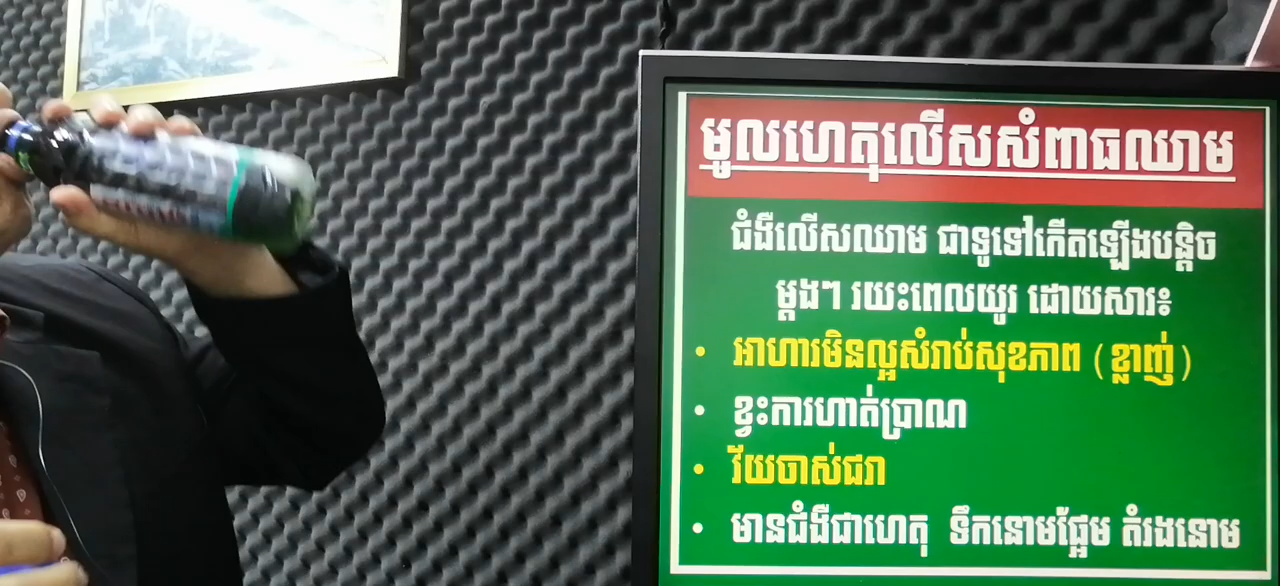 មូលហេតុលើសសំពាធឈាម
ជំងឺលើសឈាម ជាទូទៅកើតឡើងបន្តិច
ម្តងៗ រយះពេលយូរ ដោយសារ៖
• អាហារមិនល្អសំរាប់សុខភាព (ខ្លាញ់)
• ខ្វះការហាត់ប្រាណ
• វ័យចាស់ជរា
• មានជំងឺជាហេតុ ទឹកនោមផ្អែម តំរងនោម